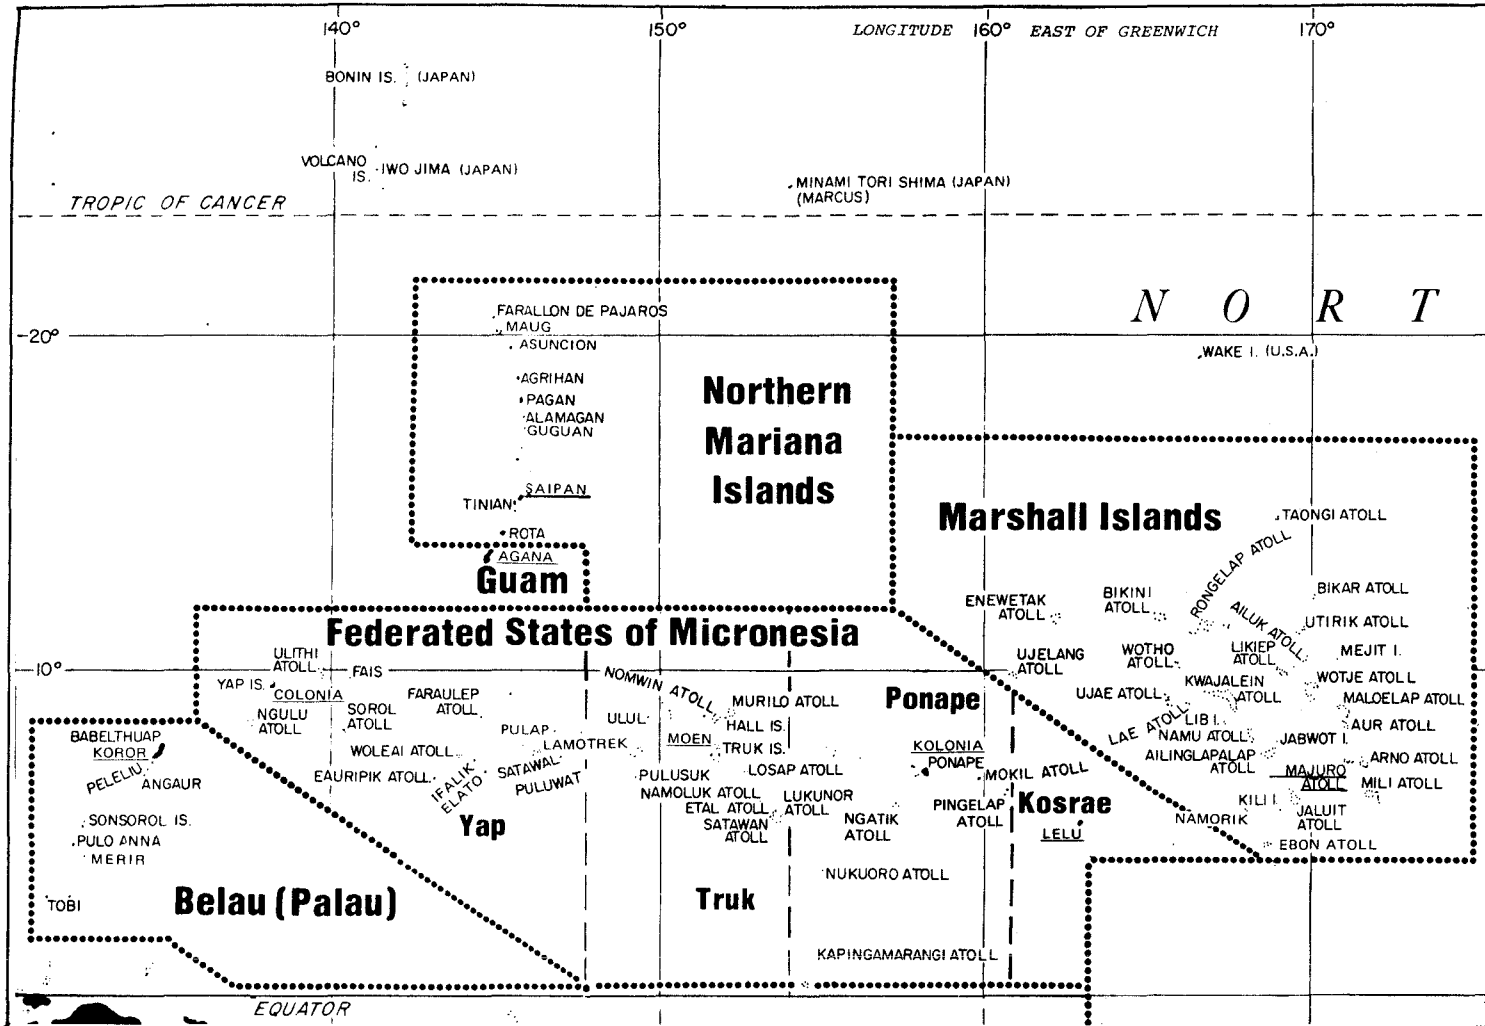 140°
150°
LONGITUDE 160° EAST OF GREENWICH
170°
BONIN IS. (JAPAN)
VOLCANO
IS.
IWO JIMA (JAPAN)
MINAMI TORI SHIMA (JAPAN)
(MARCUS)
TROPIC OF CANCER
N O R T
20°
FARALLON DE PAJAROS
MAUG
ASUNCION
WAKE I. (U.S.A.)
AGRIHAN
PAGAN
ALAMAGAN
GUGUAN
Northern
Mariana
Islands
SAIPAN
TINIAN
ROTA
AGANA
Guam
Marshall Islands
TAONGI ATOLL
RONGELAP ATOLL
BIKAR ATOLL
BIKINI
ATOLL
ENEWETAK
ATOLL
AILUK ATOLL
UTIRIK ATOLL
Federated States of Micronesia
10°
ULITHI
ATOLL
FAIS
YAP IS.
COLONIA
NGULU
ATOLL
SOROL
ATOLL
FARAULEP
ATOLL
NOMWIN ATOLL
MURILO ATOLL
Ponape
UJELANG
ATOLL
WOTHO
ATOLL
LIKIEP
ATOLL
MEJIT I.
KWAJALEIN
ATOLL
WOTJE ATOLL
UJAE ATOLL
MALOELAP ATOLL
LAE ATOLL
LIB I.
NAMU ATOLL
AUR ATOLL
JABWOT I.
AILINGLAPALAP
ATOLL
ARNO ATOLL
MAJURO
ATOLL
MILI ATOLL
BABELTHUAP
KOROR
PELELIU
ANGAUR
WOLEAI ATOLL
EAURIPIK ATOLL
IFALIK
ELATO
PULAP
LAMOTREK
SATAWAL
PULUWAT
ULUL
MOEN
HALL IS.
TRUK IS.
LOSAP ATOLL
PULUSUK
NAMOLUK ATOLL
ETAL ATOLL
SATAWAN
ATOLL
LUKUNOR
ATOLL
KOLONIA
PONAPE
MOKIL ATOLL
PINGELAP
ATOLL
NGATIK
ATOLL
Kosrae
LELU
KILI I.
NAMORIK
JALUIT
ATOLL
EBON ATOLL
Yap
SONSOROL IS.
PULO ANNA
MERIR
TOBI
Belau (Palau)
Truk
NUKUORO ATOLL
KAPINGAMARANGI ATOLL
EQUATOR